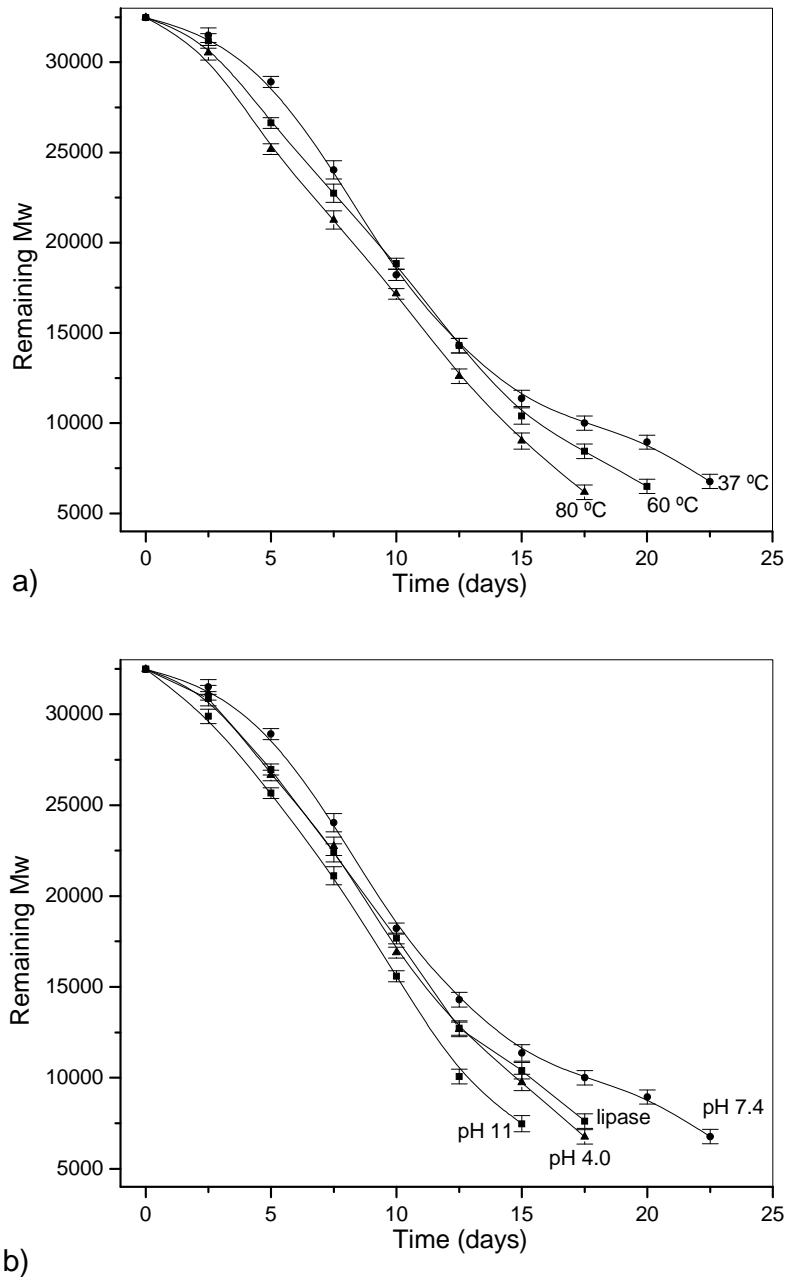 Remaining Mw
30000
25000
20000
15000
10000
5000
37 ºC
60 ºC
80 ºC
0
5
10
15
20
25
Time (days)
a)
Remaining Mw
30000
25000
20000
15000
10000
5000
pH 7.4
lipase
pH 11
pH 4.0
0
5
10
15
20
25
Time (days)
b)